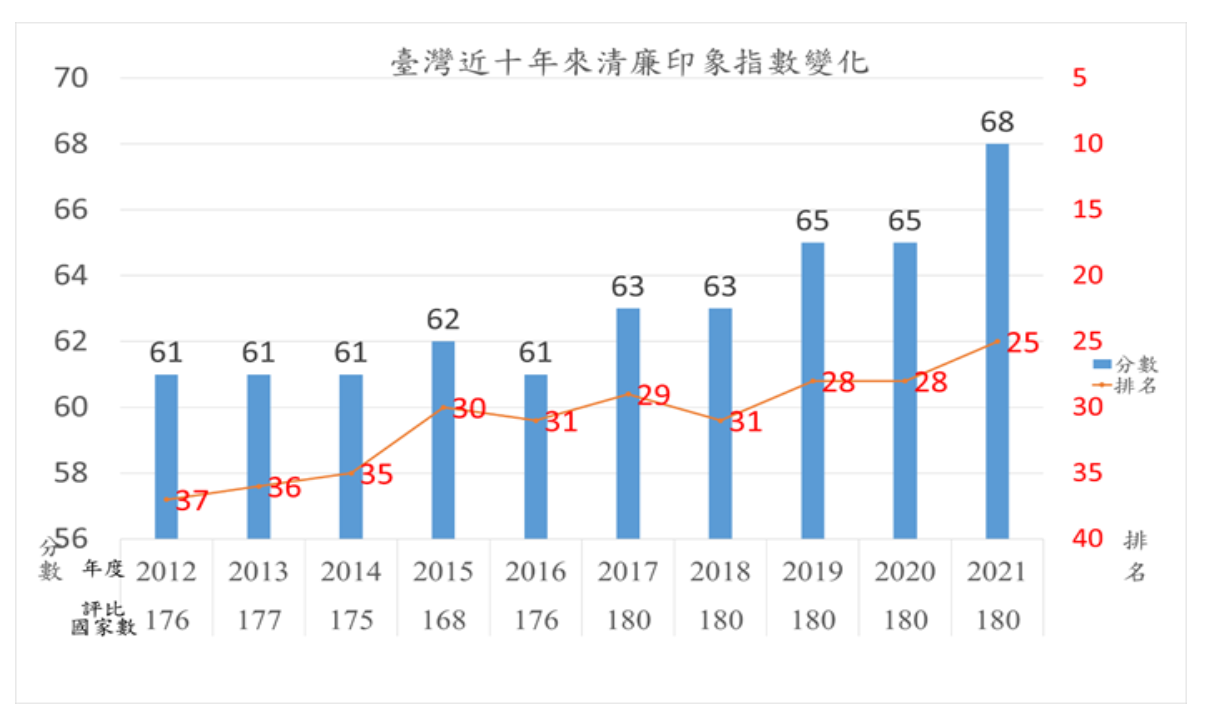 臺灣近十年來清廉印象指數變化
70 5
68 68 10
66 65 65 15
64 63 63 20
62 61 61 61 62 61 25 25
分數
排名
60 37 36 35 30 31 29 31 28 28 30
58 35
56 40
分數 排名
年度 2012 2013 2014 2015 2016 2017 2018 2019 2020 2021
評比國家數 176 177 175 168 176 180 180 180 180 180